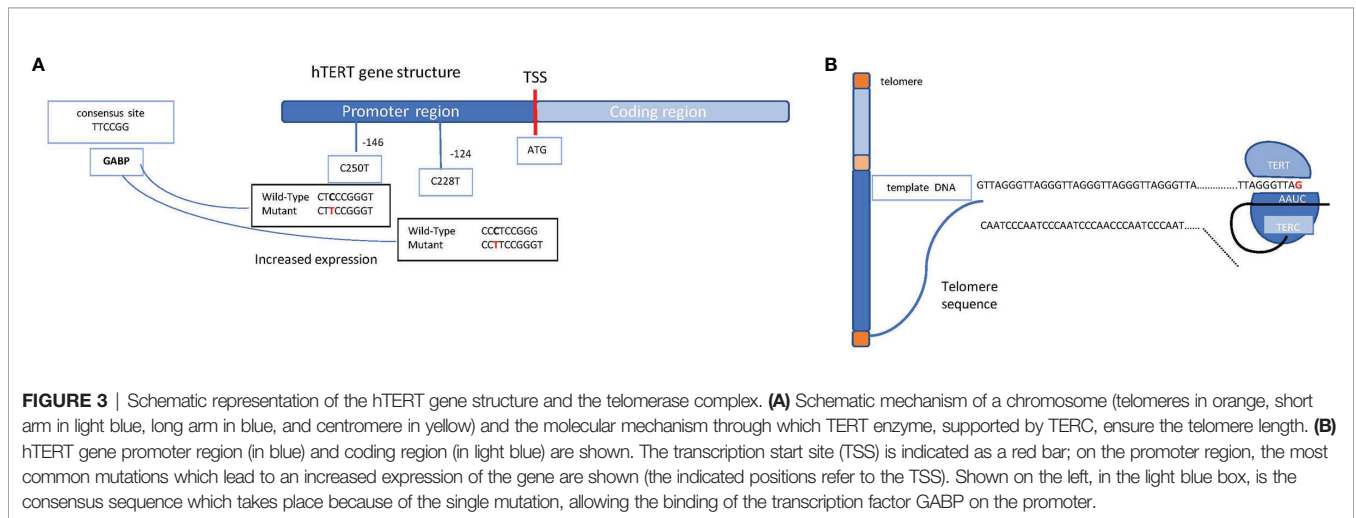 A
hTERT gene structure
TSS
Promoter region
Coding region
consensus site
TTCCGG
GABP
-146
C250T
-124
C228T
ATG
Wild-Type CTCCCGGGT
Mutant CTTCCGGGT
Wild-Type CCCCTCCGGG
Mutant CCTTCCGGGT
Increased expression
B
telomere
template DNA
GTTAGGGTTAGGGTTAGGGTTAGGGTTAGGGTTA...............TTAGGGTTAG
CAATCCCAATCCCAATCCCAACCCAATCCCAAT......
Telomere
sequence
TERT
AAUC
TERC
FIGURE 3 | Schematic representation of the hTERT gene structure and the telomerase complex. (A) Schematic mechanism of a chromosome (telomeres in orange, short
arm in light blue, long arm in blue, and centromere in yellow) and the molecular mechanism through which TERT enzyme, supported by TERC, ensure the telomere length. (B)
hTERT gene promoter region (in blue) and coding region (in light blue) are shown. The transcription start site (TSS) is indicated as a red bar; on the promoter region, the most
common mutations which lead to an increased expression of the gene are shown (the indicated positions refer to the TSS). Shown on the left, in the light blue box, is the
consensus sequence which takes place because of the single mutation, allowing the binding of the transcription factor GABP on the promoter.